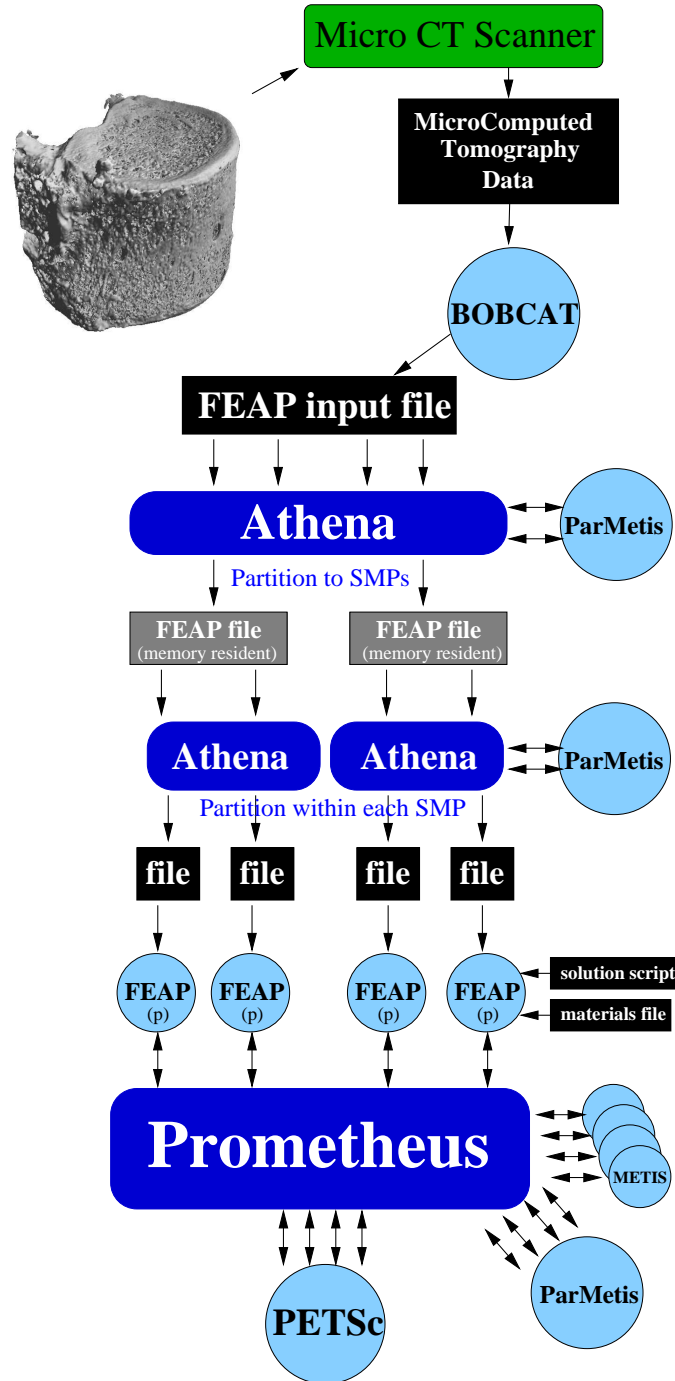 Micro CT Scanner
MicroComputed
Tomography
Data
BOBCAT
FEAP input file
Athena
ParMetis
Partition to SMPs
FEAP file
(memory resident)
FEAP file
(memory resident)
Athena
Athena
ParMetis
Partition within each SMP
file
file
file
file
FEAP
(p)
FEAP
(p)
FEAP
(p)
FEAP
(p)
solution script
materials file
Prometheus
METIS
ParMetis
PETSc